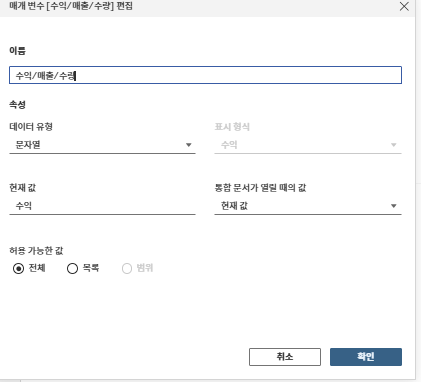 매개 변수 [수익/매출/수량] 편집
이름
수익/매출/수량
속성
데이터 유형
표시 형식
문자열
수익
현재 값
통합 문서가 열릴 때의 값
수익
현재 값
허용 가능한 값
전체
목록
범위
취소
확인